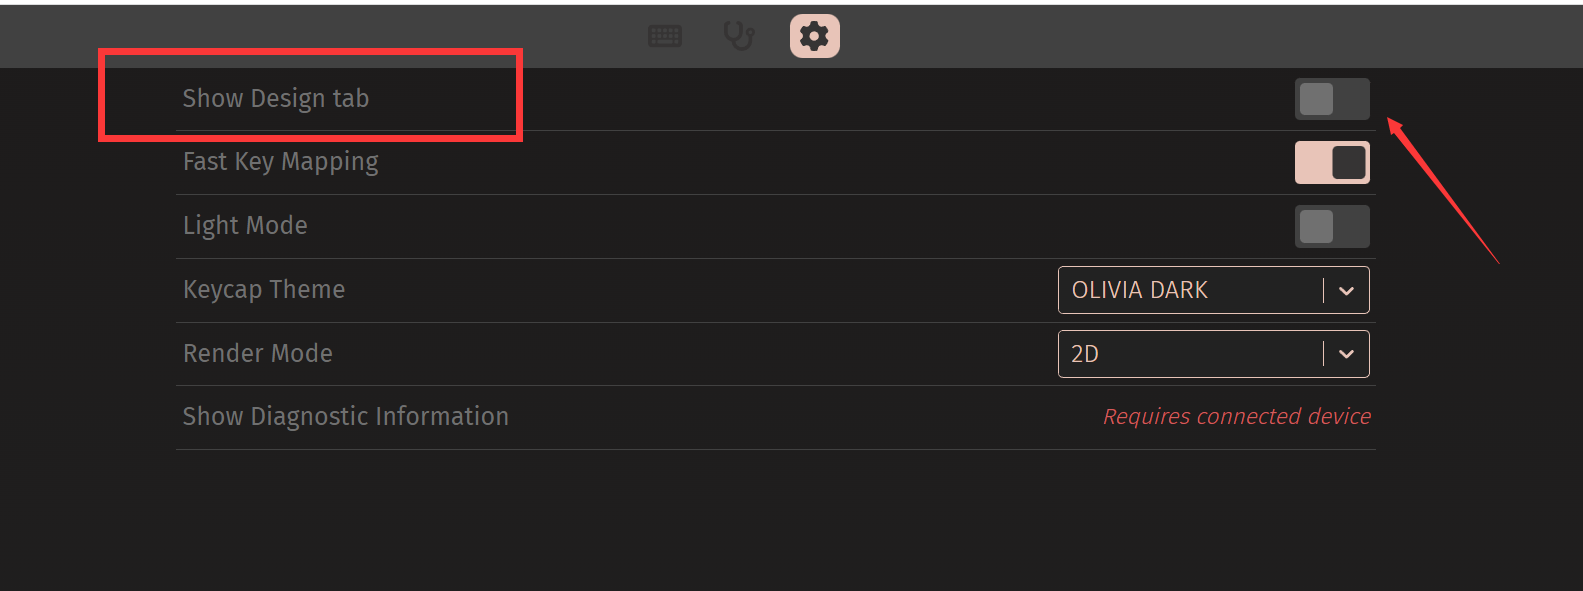 Show Design tab
Fast Key Mapping
Light Mode
Keycap Theme
OLIVIA DARK
Render Mode
2D
Show Diagnostic Information
Requires connected device